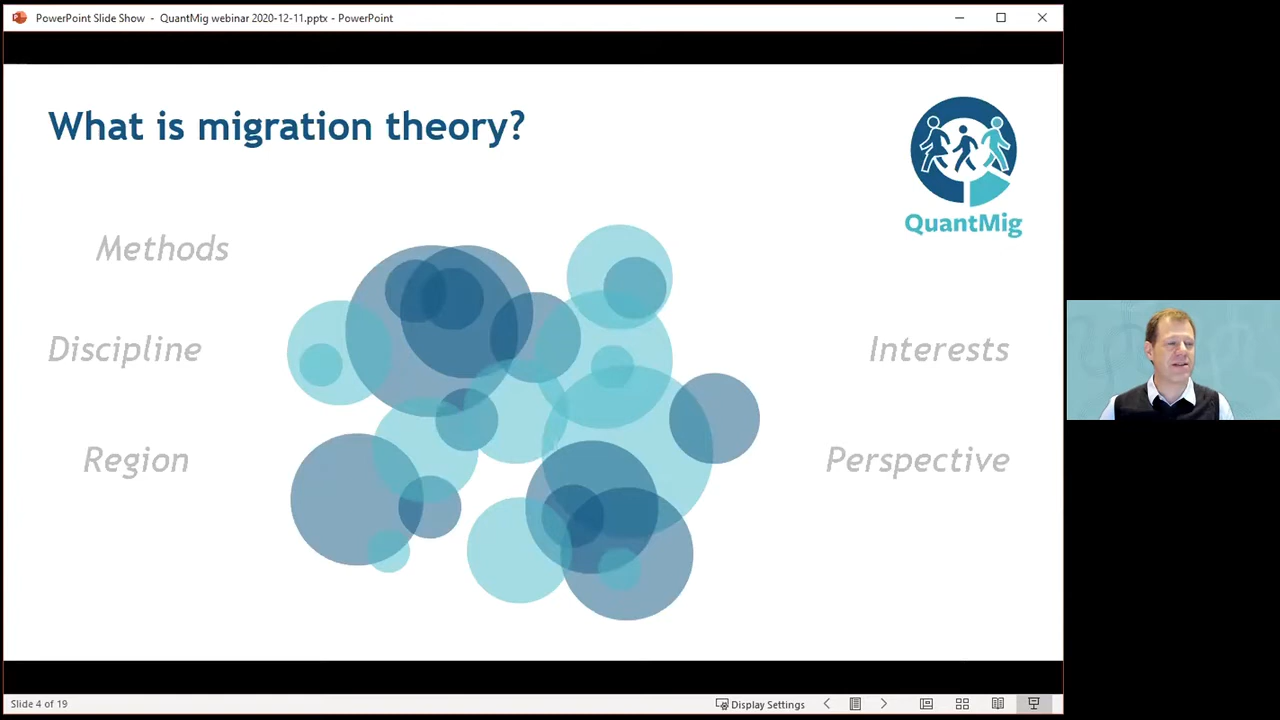 PowerPoint Slide Show - QuantMig webinar 2020-12-11.pptx - PowerPoint
What is migration theory?
QuantMig
Methods
Discipline
Interests
Region
Perspective
Slide 4 of 19
Display Settings